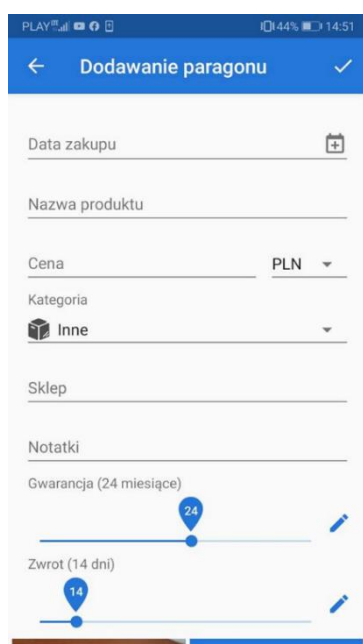 PLAY 44% 14:51
Dodawanie paragonu
Data zakupu
Nazwa produktu
Cena PLN
Kategoria
Inne
Sklep
Notatki
Gwarancja (24 miesiące)
24
Zwrot (14 dni)
14